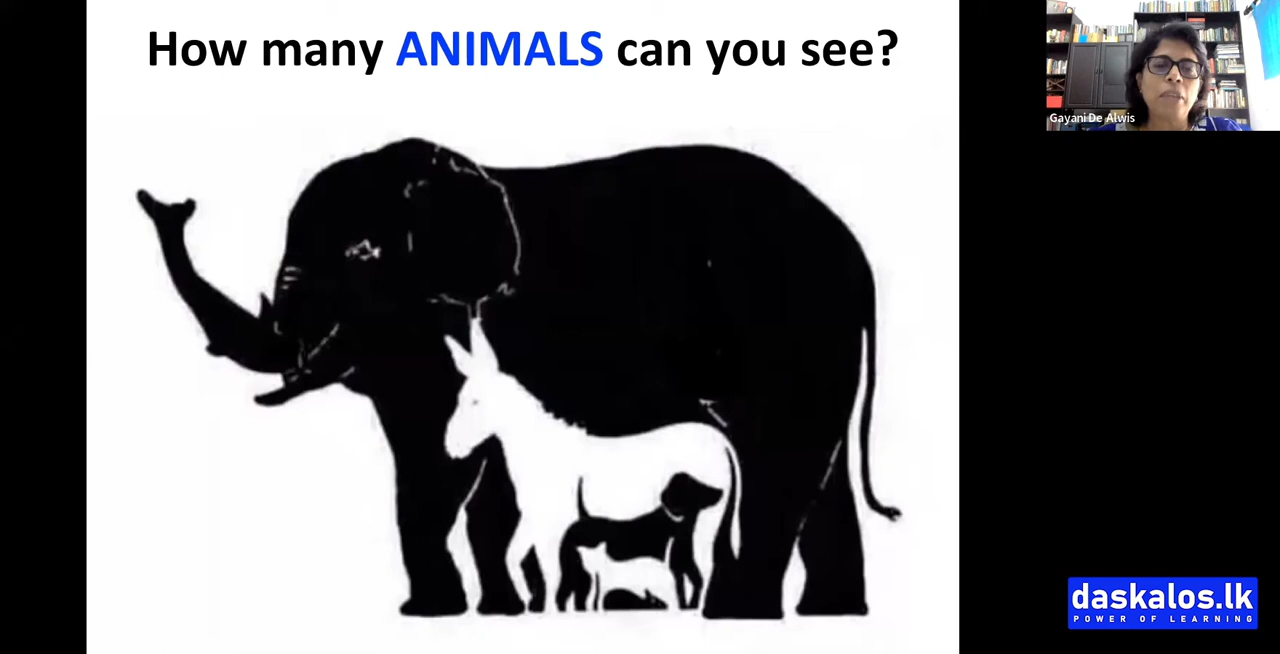 How many ANIMALS can you see?
Gayani De Alwis
daskalos.lk
POWER OF LEARNING